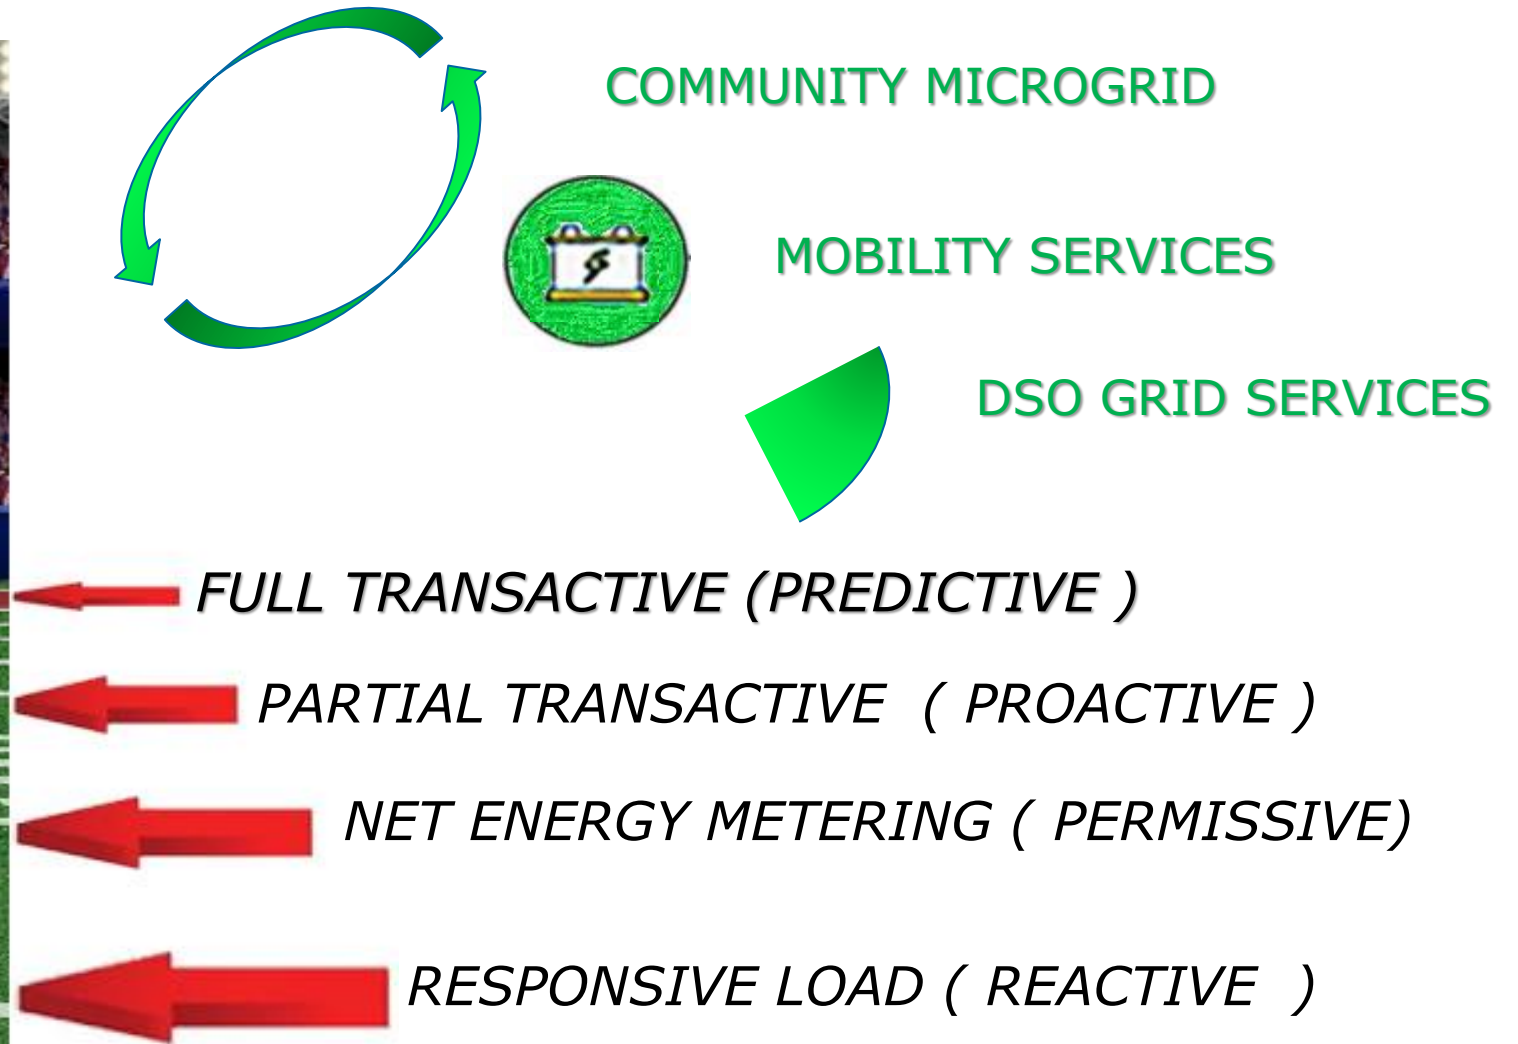 COMMUNITY MICROGRID
MOBILITY SERVICES
DSO GRID SERVICES
FULL TRANSACTIVE (PREDICTIVE )
PARTIAL TRANSACTIVE ( PROACTIVE )
NET ENERGY METERING ( PERMISSIVE)
RESPONSIVE LOAD ( REACTIVE )